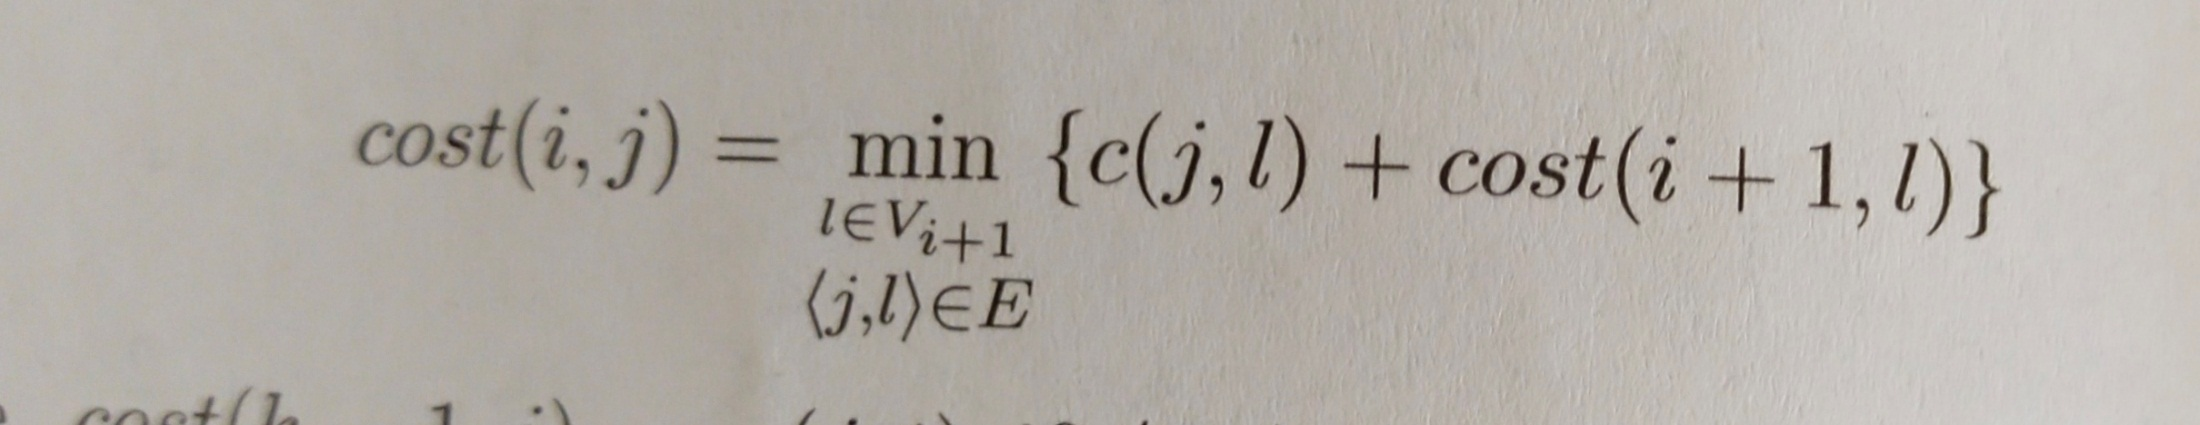 cost(i, j) = min {c(j, l) + cost(i + 1, l)}
l∈V_{i+1}
⟨j,l⟩∈E